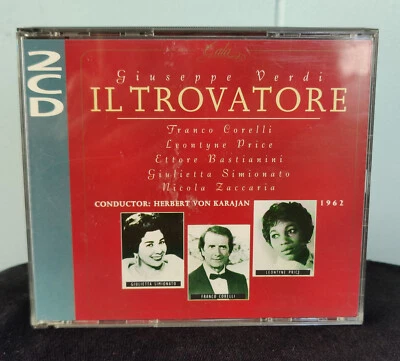 2CD
Giuseppe Verdi
IL TROVATORE
Franco Corelli
Leontyne Price
Ettore Bastianini
Giulietta Simionato
Nicola Zaccaria
CONDUCTOR: HERBERT VON KARAJAN 1962
GIULIETTA SIMIONATO
FRANCO CORELLI
LEONTYNE PRICE